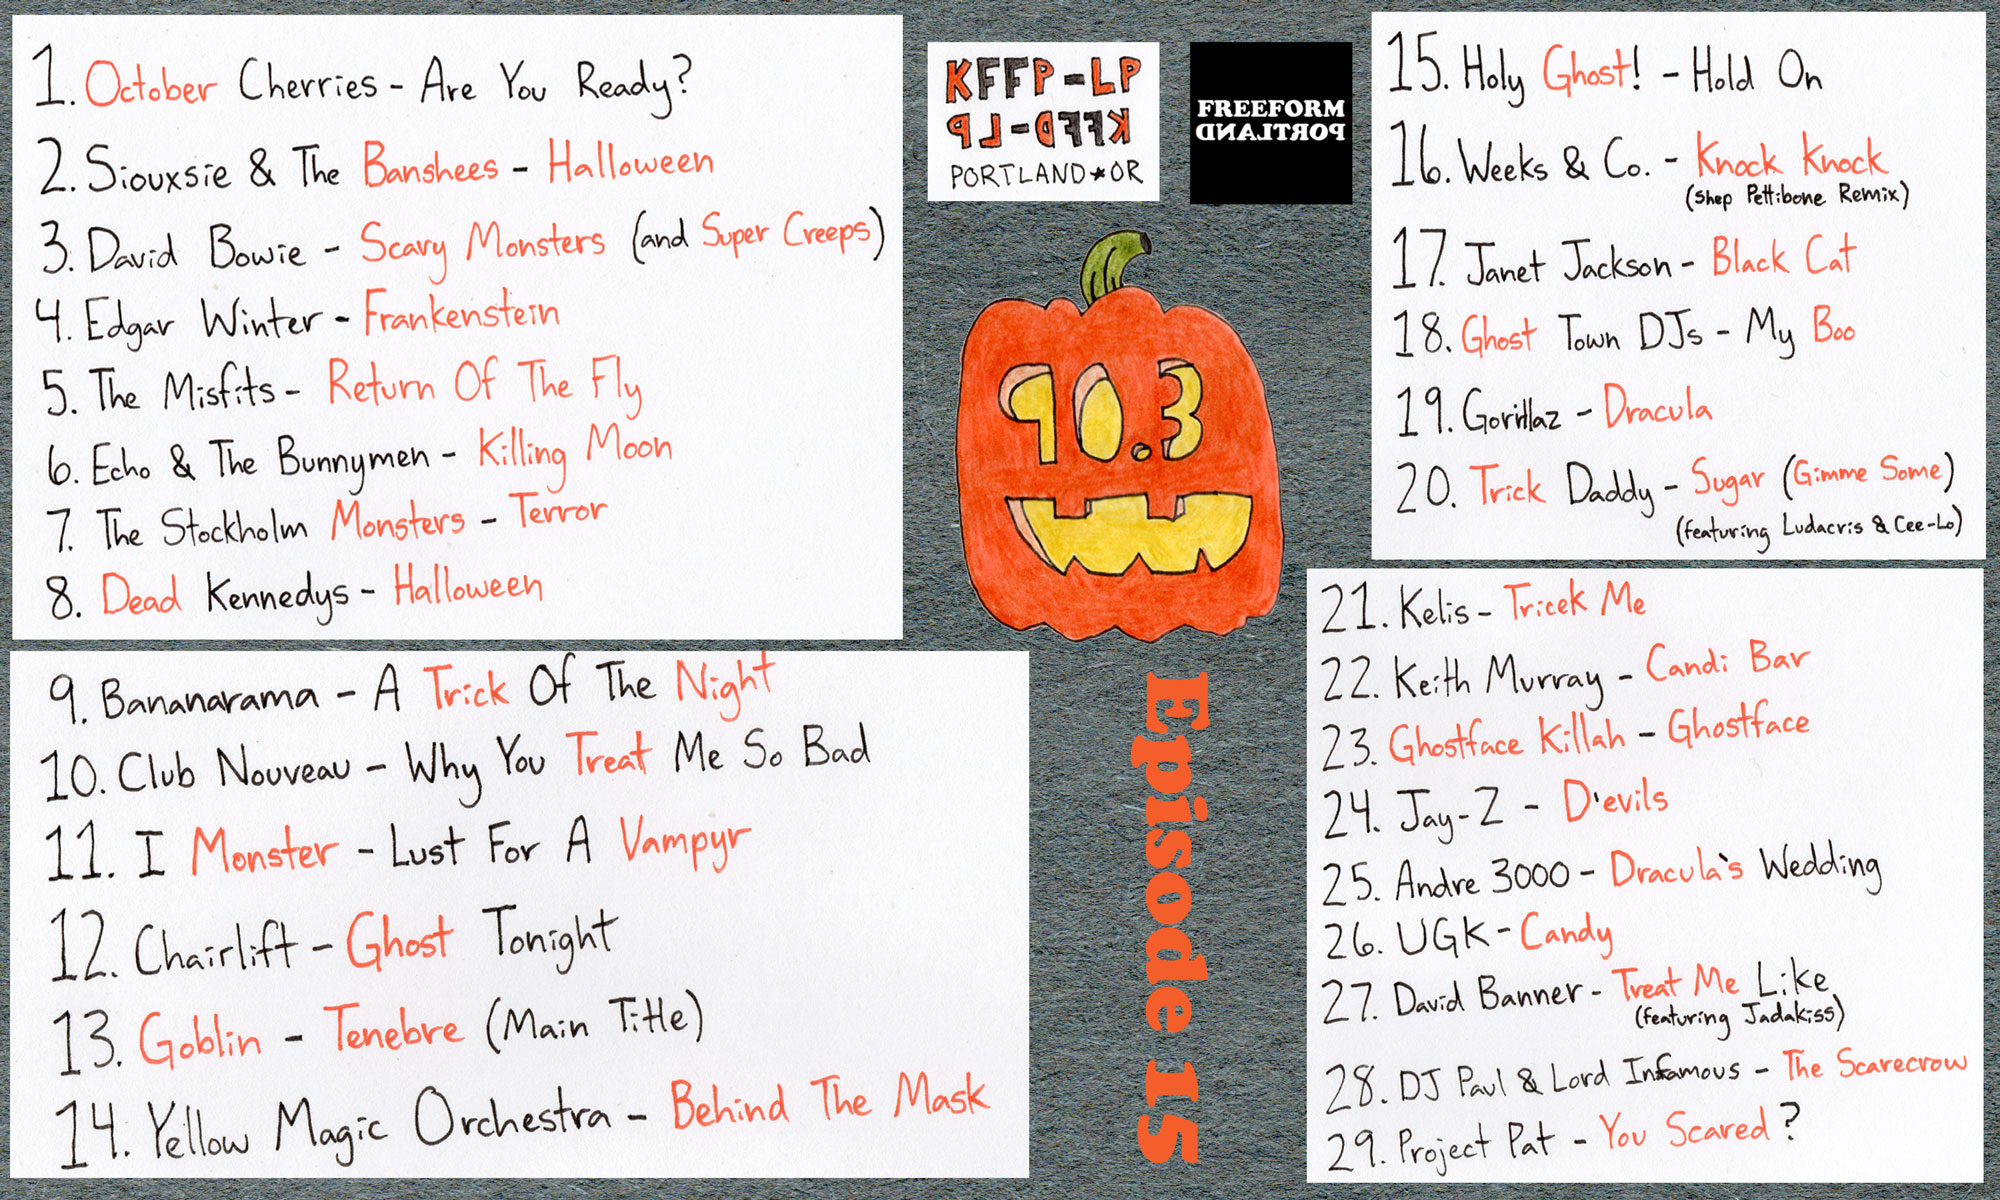 1. October Cherries - Are You Ready?
2. Siouxsie & The Banshees - Halloween
3. David Bowie - Scary Monsters (and Super Creeps)
4. Edgar Winter - Frankenstein
5. The Misfits - Return Of The Fly
6. Echo & The Bunnymen - Killing Moon
7. The Stockholm Monsters - Terror
8. Dead Kennedys - Halloween
9. Bananarama - A Trick Of The Night
10. Club Nouveau - Why You Treat Me So Bad
11. I Monster - Lust For A Vampyr
12. Chairlift - Ghost Tonight
13. Goblin - Tenebre (Main Title)
14. Yellow Magic Orchestra - Behind The Mask
KFFP-LP
KFFP-LP
PORTLAND★OR
FREEFORM
PORTLAND
90.3
Episode 15
15. Holy Ghost! - Hold On
16. Weeks & Co. - Knock Knock
(Shep Pettibone Remix)
17. Janet Jackson - Black Cat
18. Ghost Town DJs - My Boo
19. Gorillaz - Dracula
20. Trick Daddy - Sugar (Gimme Some)
(featuring Ludacris & Cee-Lo)
21. Kelis - Tricek Me
22. Keith Murray - Candi Bar
23. Ghostface Killah - Ghostface
24. Jay-Z - D'evils
25. Andre 3000 - Dracula's Wedding
26. UGK - Candy
27. David Banner - Treat Me Like
(featuring Jadakiss)
28. DJ Paul & Lord Infamous - The Scarecrow
29. Project Pat - You Scared?